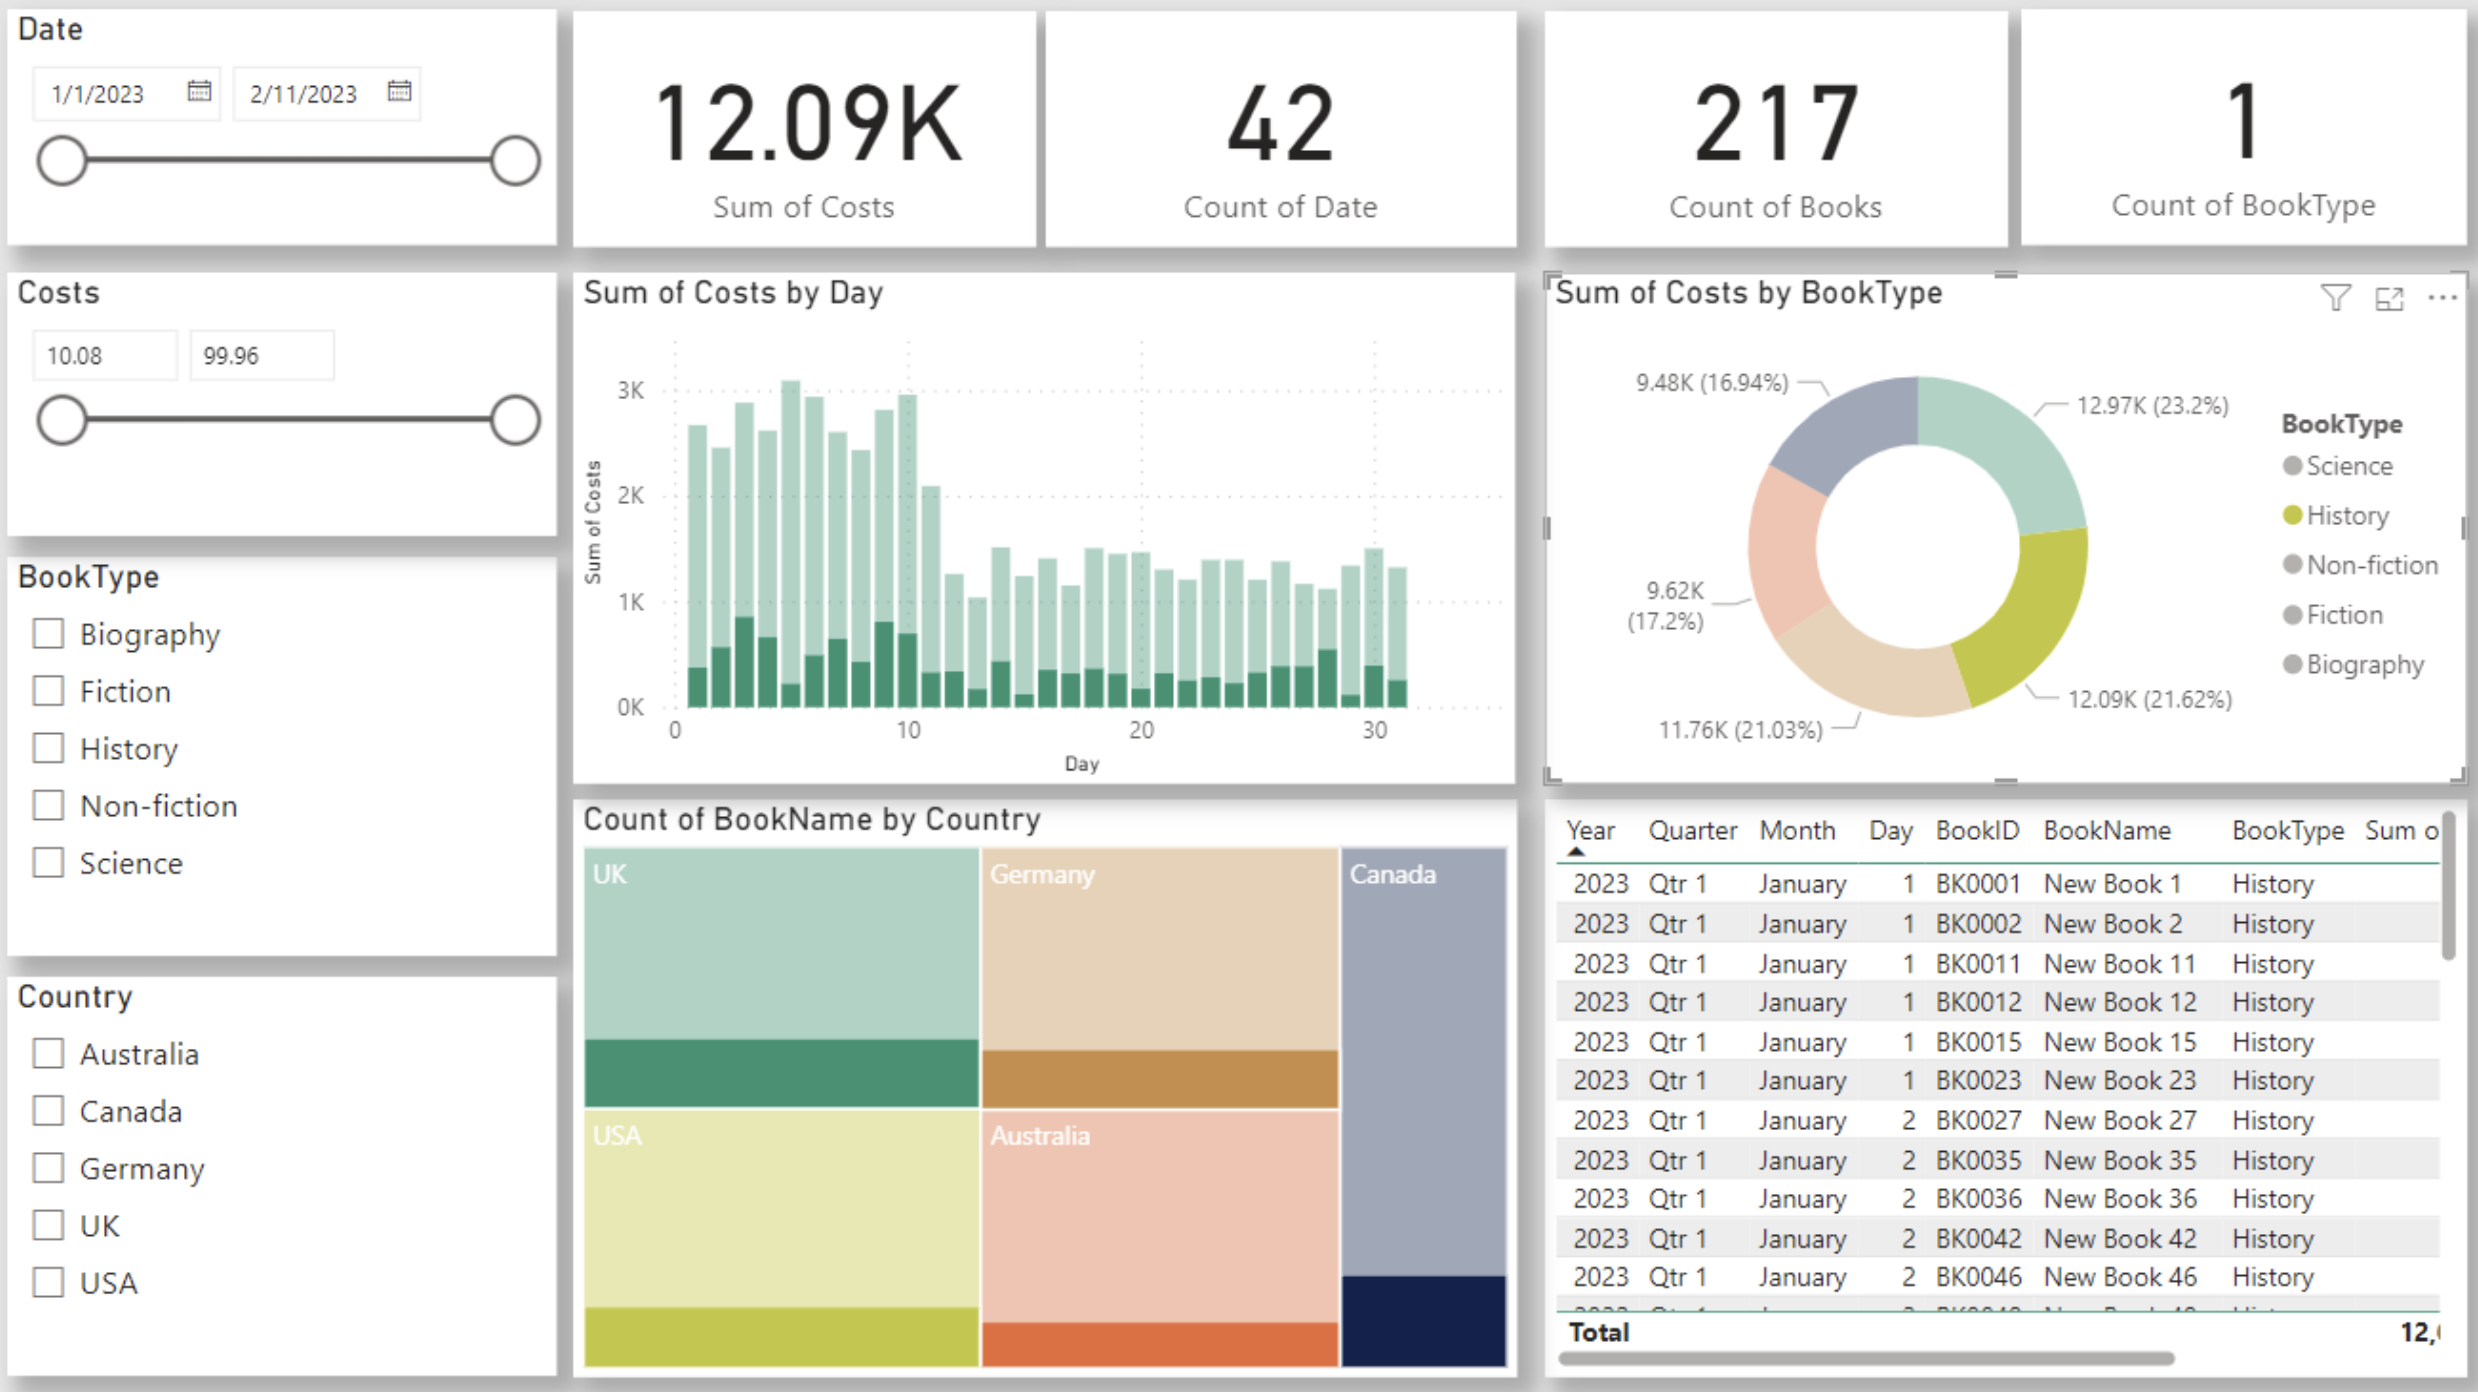 Date
1/1/2023 2/11/2023
12.09K
Sum of Costs
42
Count of Date
217
Count of Books
1
Count of BookType
Costs
10.08 99.96
BookType
Biography
Fiction
History
Non-fiction
Science
Country
Australia
Canada
Germany
UK
USA
Sum of Costs by Day
Sum of Costs
3K
2K
1K
0K
0 10 20 30
Day
Sum of Costs by BookType
9.48K (16.94%)
12.97K (23.2%)
9.62K
(17.2%)
11.76K (21.03%)
12.09K (21.62%)
BookType
Science
History
Non-fiction
Fiction
Biography
Count of BookName by Country
UK
Germany
Canada
USA
Australia
Year Quarter Month Day BookID BookName BookType Sum o
2023 Qtr 1 January 1 BK0001 New Book 1 History
2023 Qtr 1 January 1 BK0002 New Book 2 History
2023 Qtr 1 January 1 BK0011 New Book 11 History
2023 Qtr 1 January 1 BK0012 New Book 12 History
2023 Qtr 1 January 1 BK0015 New Book 15 History
2023 Qtr 1 January 1 BK0023 New Book 23 History
2023 Qtr 1 January 2 BK0027 New Book 27 History
2023 Qtr 1 January 2 BK0035 New Book 35 History
2023 Qtr 1 January 2 BK0036 New Book 36 History
2023 Qtr 1 January 2 BK0042 New Book 42 History
2023 Qtr 1 January 2 BK0046 New Book 46 History
Total 12,